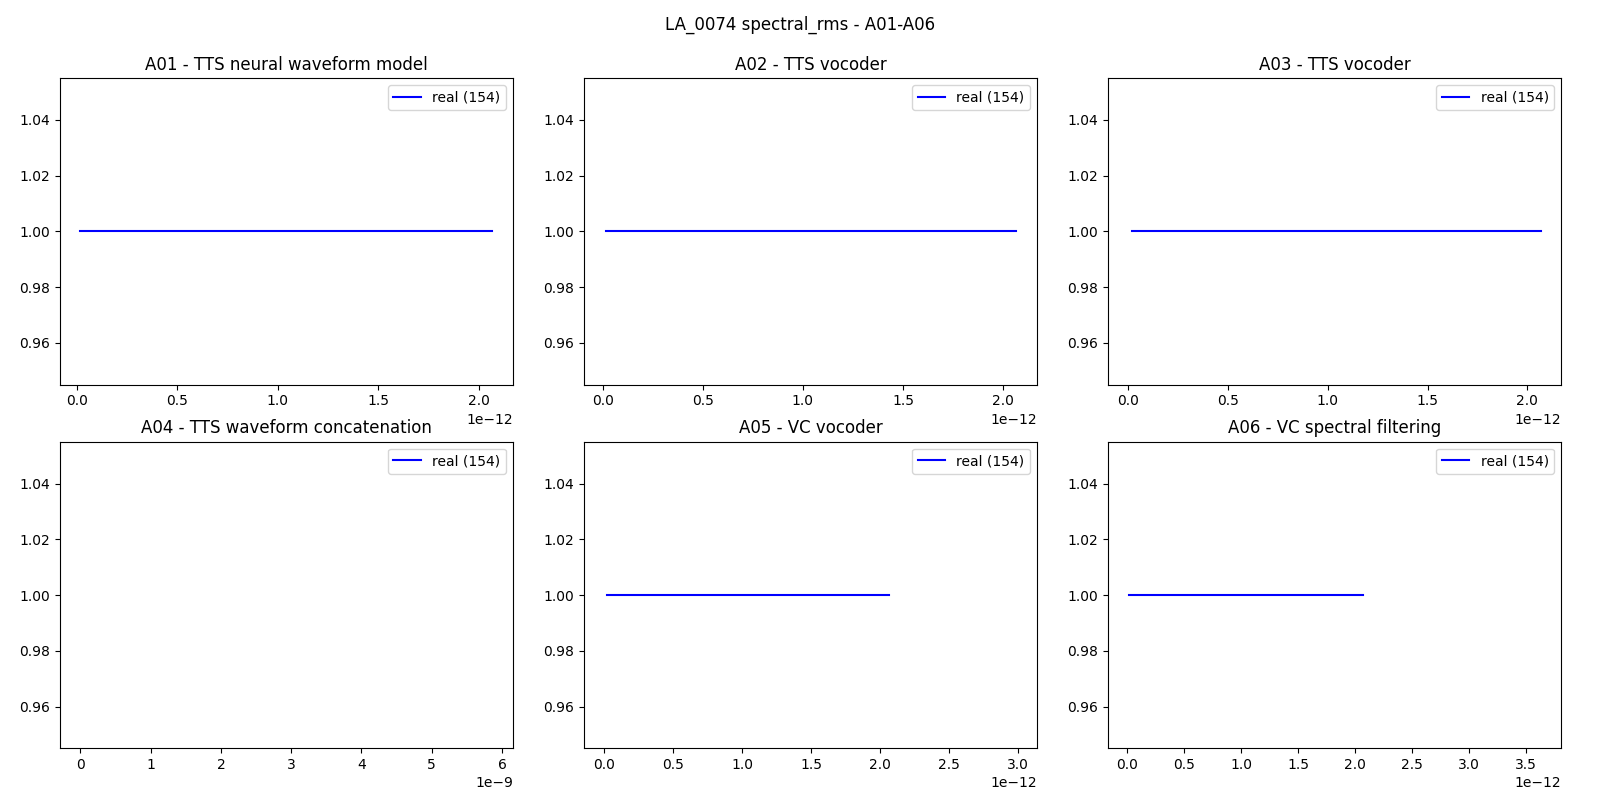 LA_0074 spectral_rms - A01-A06
A01 - TTS neural waveform model
real (154)
1.04
1.02
1.00
0.98
0.96
0.0 0.5 1.0 1.5 2.0
1e−12
A02 - TTS vocoder
real (154)
1.04
1.02
1.00
0.98
0.96
0.0 0.5 1.0 1.5 2.0
1e−12
A03 - TTS vocoder
real (154)
1.04
1.02
1.00
0.98
0.96
0.0 0.5 1.0 1.5 2.0
1e−12
A04 - TTS waveform concatenation
real (154)
1.04
1.02
1.00
0.98
0.96
0 1 2 3 4 5 6
1e−9
A05 - VC vocoder
real (154)
1.04
1.02
1.00
0.98
0.96
0.0 0.5 1.0 1.5 2.0 2.5 3.0
1e−12
A06 - VC spectral filtering
real (154)
1.04
1.02
1.00
0.98
0.96
0.0 0.5 1.0 1.5 2.0 2.5 3.0 3.5
1e−12